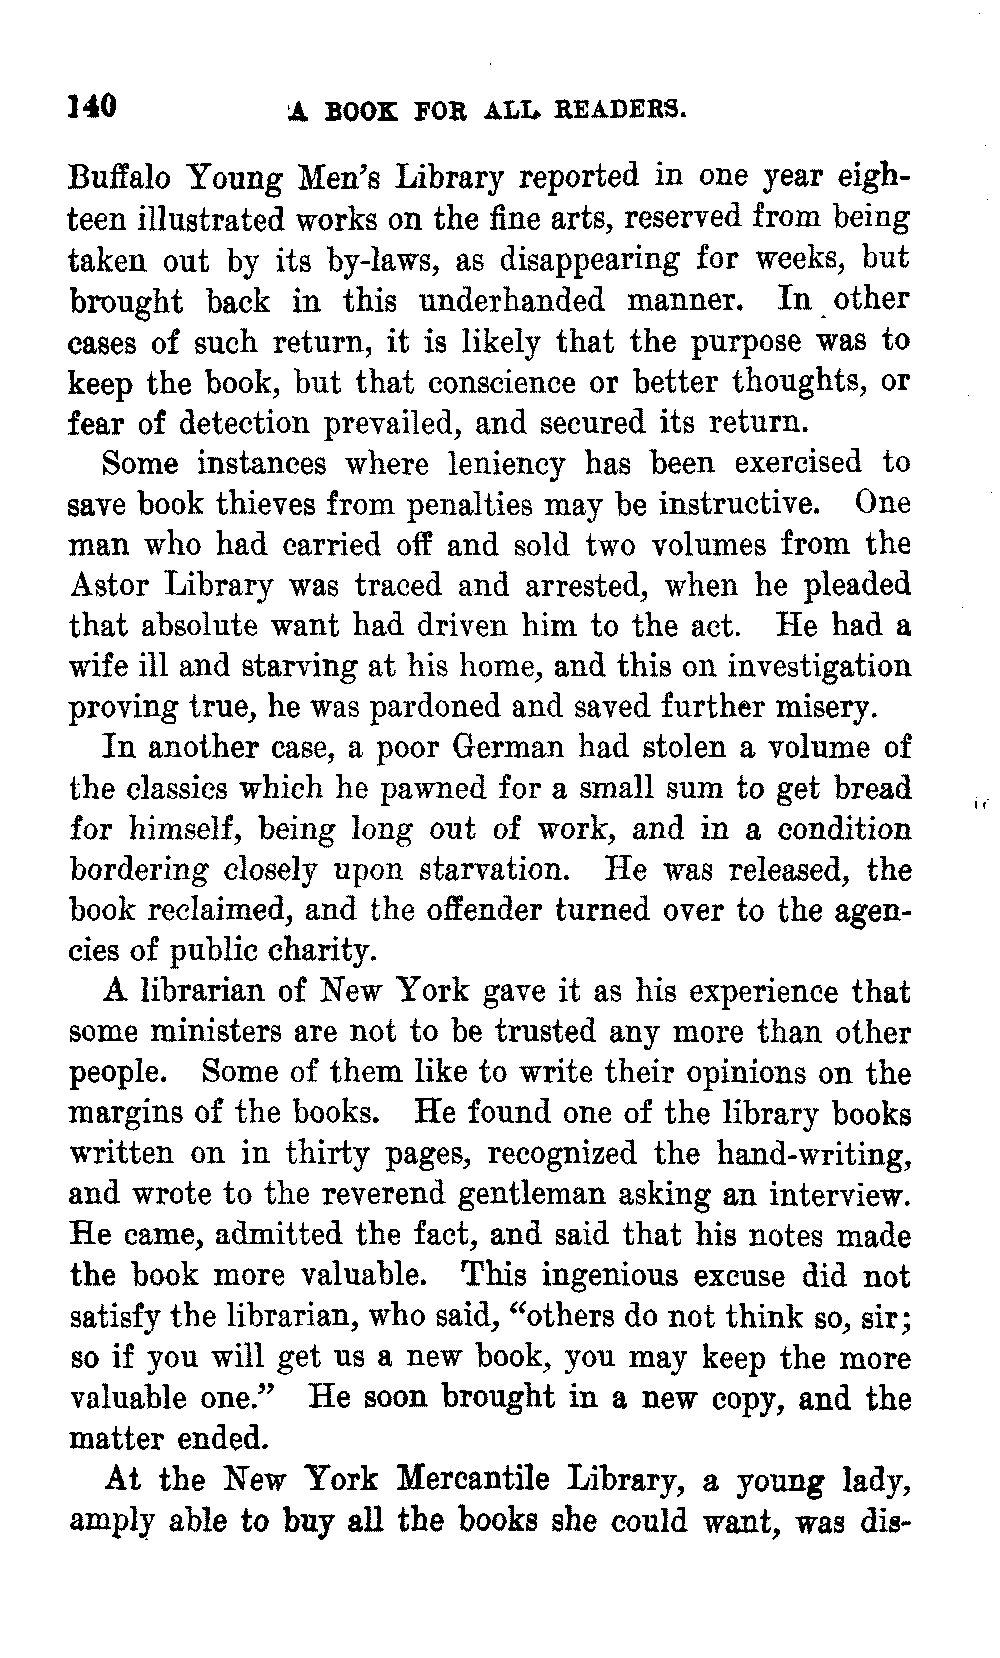 140 A BOOK FOR ALL READERS.
Buffalo Young Men's Library reported in one year eigh-
teen illustrated works on the fine arts, reserved from being
taken out by its by-laws, as disappearing for weeks, but
brought back in this underhanded manner. In other
cases of such return, it is likely that the purpose was to
keep the book, but that conscience or better thoughts, or
fear of detection prevailed, and secured its return.
Some instances where leniency has been exercised to
save book thieves from penalties may be instructive. One
man who had carried off and sold two volumes from the
Astor Library was traced and arrested, when he pleaded
that absolute want had driven him to the act. He had a
wife ill and starving at his home, and this on investigation
proving true, he was pardoned and saved further misery.
In another case, a poor German had stolen a volume of
the classics which he pawned for a small sum to get bread
for himself, being long out of work, and in a condition
bordering closely upon starvation. He was released, the
book reclaimed, and the offender turned over to the agen-
cies of public charity.
A librarian of New York gave it as his experience that
some ministers are not to be trusted any more than other
people. Some of them like to write their opinions on the
margins of the books. He found one of the library books
written on in thirty pages, recognized the hand-writing,
and wrote to the reverend gentleman asking an interview.
He came, admitted the fact, and said that his notes made
the book more valuable. This ingenious excuse did not
satisfy the librarian, who said, "others do not think so, sir;
so if you will get us a new book, you may keep the more
valuable one." He soon brought in a new copy, and the
matter ended.
At the New York Mercantile Library, a young lady,
amply able to buy all the books she could want, was dis-